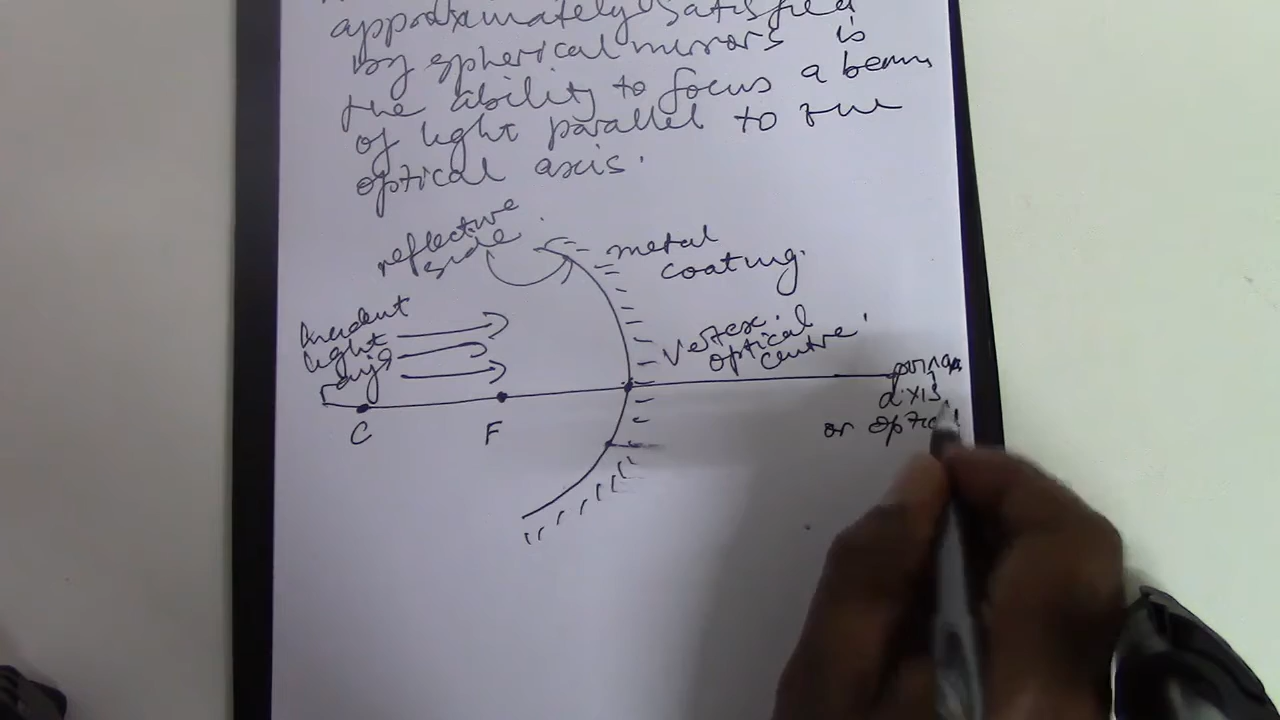 approximately satisfied
by spherical mirrors is
the ability to focus a beam
of light parallel to the
optical axis.
reflective
side
metal
coating.
Incident
light
rays
Vertex.
optical
centre
axis
or optical
C
F